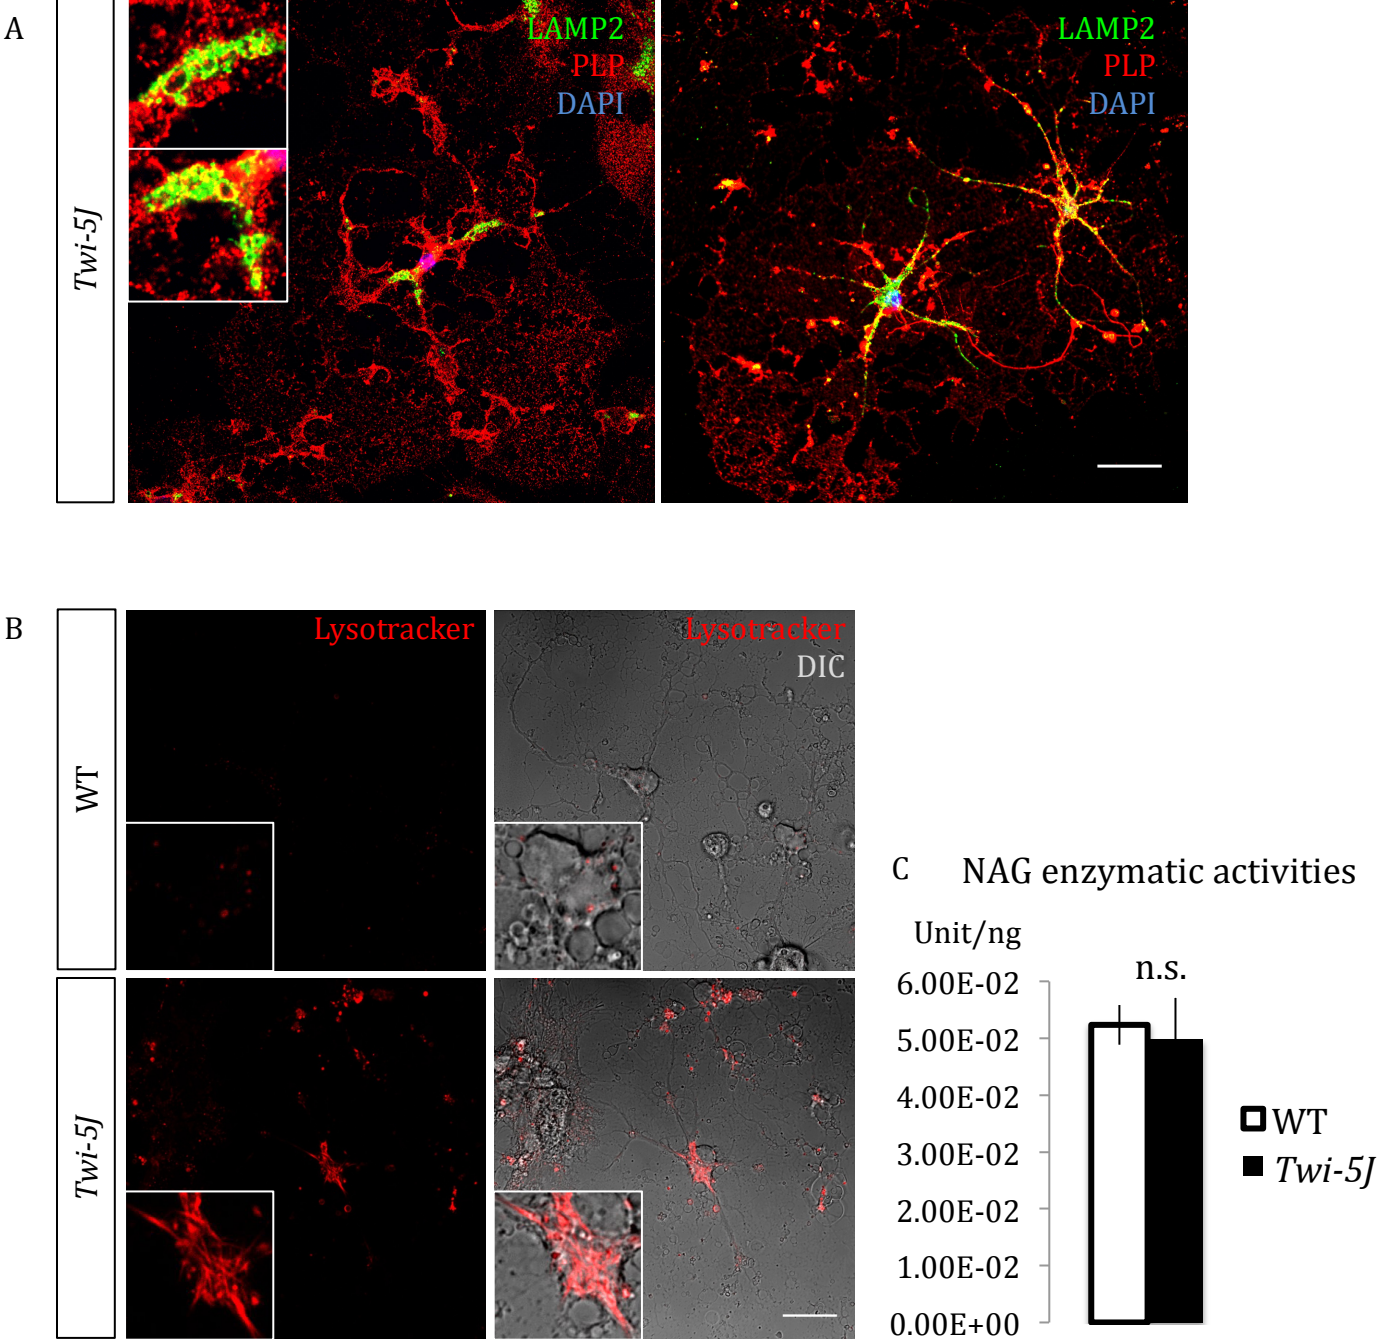 A
Twi-5J
LAMP2
PLP
DAPI
LAMP2
PLP
DAPI
B
WT
Lysotracker
Lysotracker
DIC
Twi-5J
C NAG enzymatic activities
Unit/ng
n.s.
6.00E-02
5.00E-02
4.00E-02
3.00E-02
2.00E-02
1.00E-02
0.00E+00
WT
Twi-5J